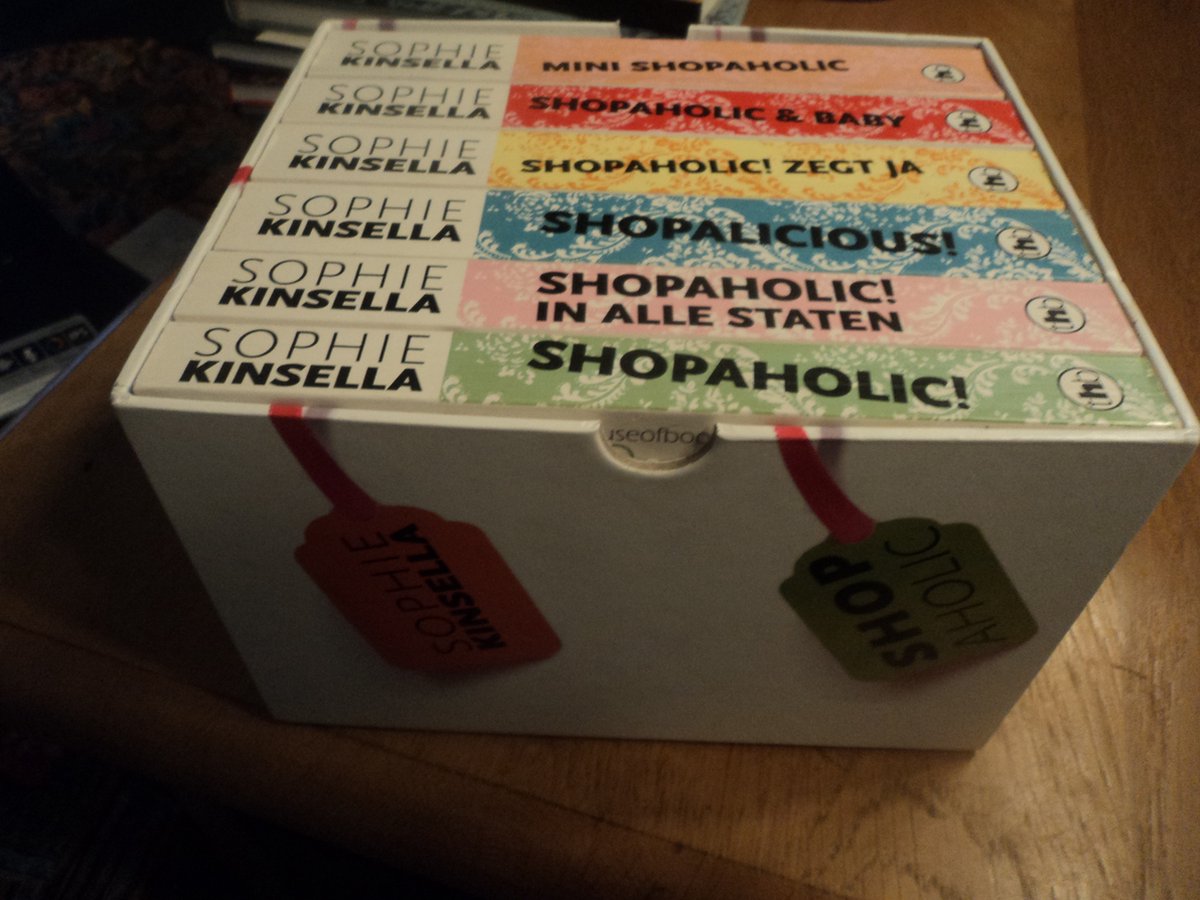 SOPHIE
KINSELLA
MINI SHOPAHOLIC
SOPHIE
KINSELLA
SHOPAHOLIC & BABY
SOPHIE
KINSELLA
SHOPAHOLIC! ZEGT JA
SOPHIE
KINSELLA
SHOPALICIOUS!
SOPHIE
KINSELLA
SHOPAHOLIC!
IN ALLE STATEN
SOPHIE
KINSELLA
SHOPAHOLIC!
useofboo
SOPHIE
KINSELLA
SHOP
AHOLIC